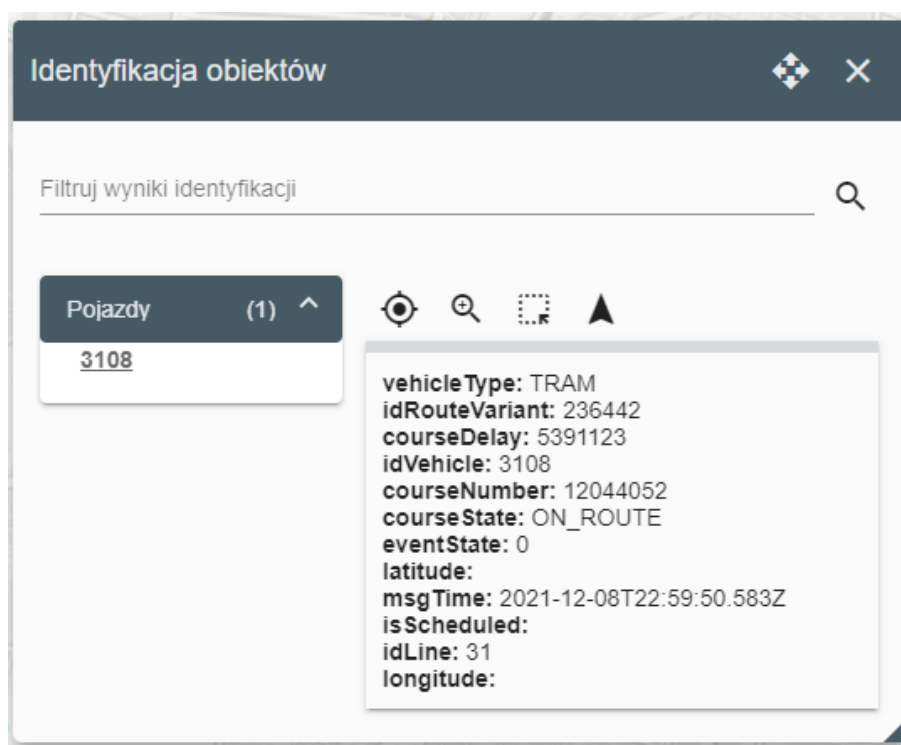 Identyfikacja obiektów
Filtruj wyniki identyfikacji
Pojazdy (1)
3108
vehicleType: TRAM
idRouteVariant: 236442
courseDelay: 5391123
idVehicle: 3108
courseNumber: 12044052
courseState: ON_ROUTE
eventState: 0
latitude:
msgTime: 2021-12-08T22:59:50.583Z
isScheduled:
idLine: 31
longitude: